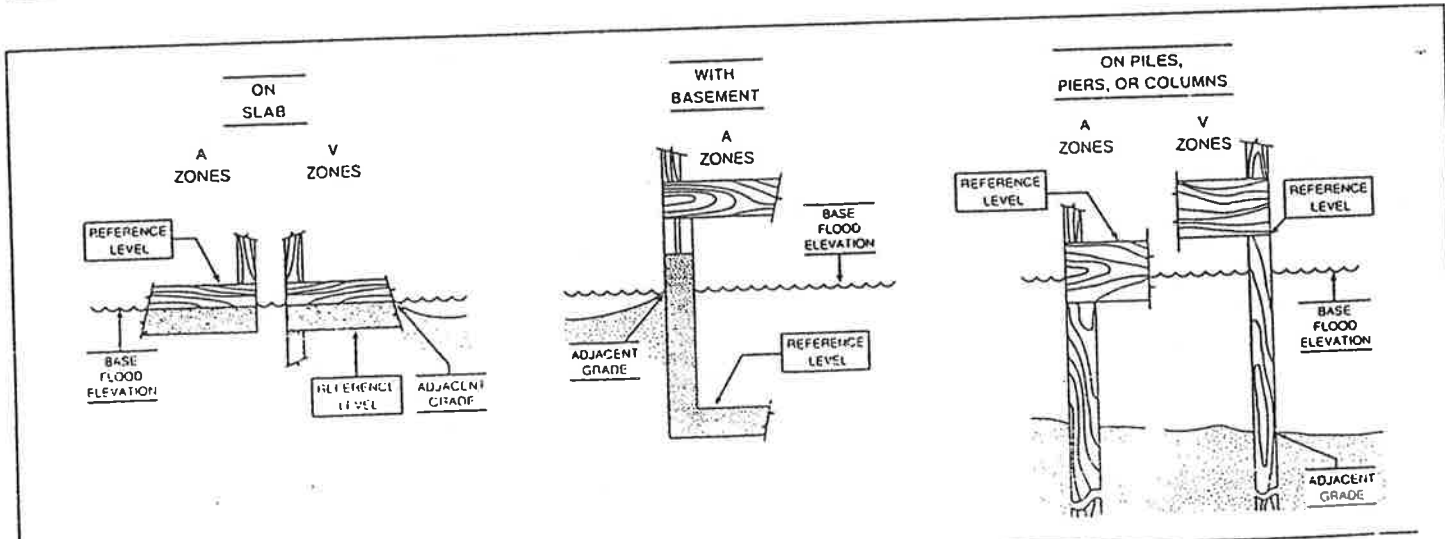 ON
SLAB
A
ZONES
V
ZONES
REFERENCE
LEVEL
BASE
FLOOD
ELEVATION
REFERENCE
LEVEL
ADJACENT
GRADE
WITH
BASEMENT
A
ZONES
BASE
FLOOD
ELEVATION
ADJACENT
GRADE
REFERENCE
LEVEL
ON PILES,
PIERS, OR COLUMNS
A
ZONES
V
ZONES
REFERENCE
LEVEL
REFERENCE
LEVEL
BASE
FLOOD
ELEVATION
ADJACENT
GRADE